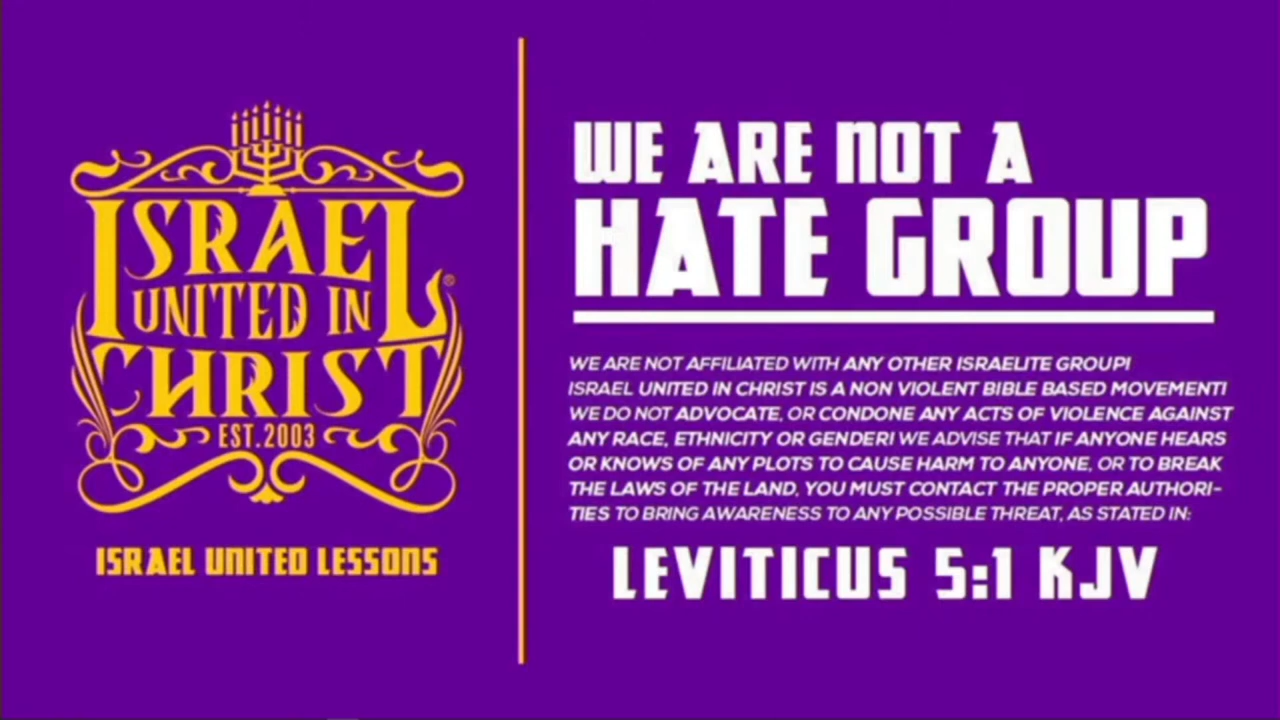 ISRAEL
UNITED IN
CHRIST
EST.2003
ISRAEL UNITED LESSONS
WE ARE NOT A
HATE GROUP
WE ARE NOT AFFILIATED WITH ANY OTHER ISRAELITE GROUP!
ISRAEL UNITED IN CHRIST IS A NON VIOLENT BIBLE BASED MOVEMENT!
WE DO NOT ADVOCATE, OR CONDONE ANY ACTS OF VIOLENCE AGAINST
ANY RACE, ETHNICITY OR GENDER! WE ADVISE THAT IF ANYONE HEARS
OR KNOWS OF ANY PLOTS TO CAUSE HARM TO ANYONE, OR TO BREAK
THE LAWS OF THE LAND, YOU MUST CONTACT THE PROPER AUTHORI-
TIES TO BRING AWARENESS TO ANY POSSIBLE THREAT, AS STATED IN:
LEVITICUS 5:1 KJV